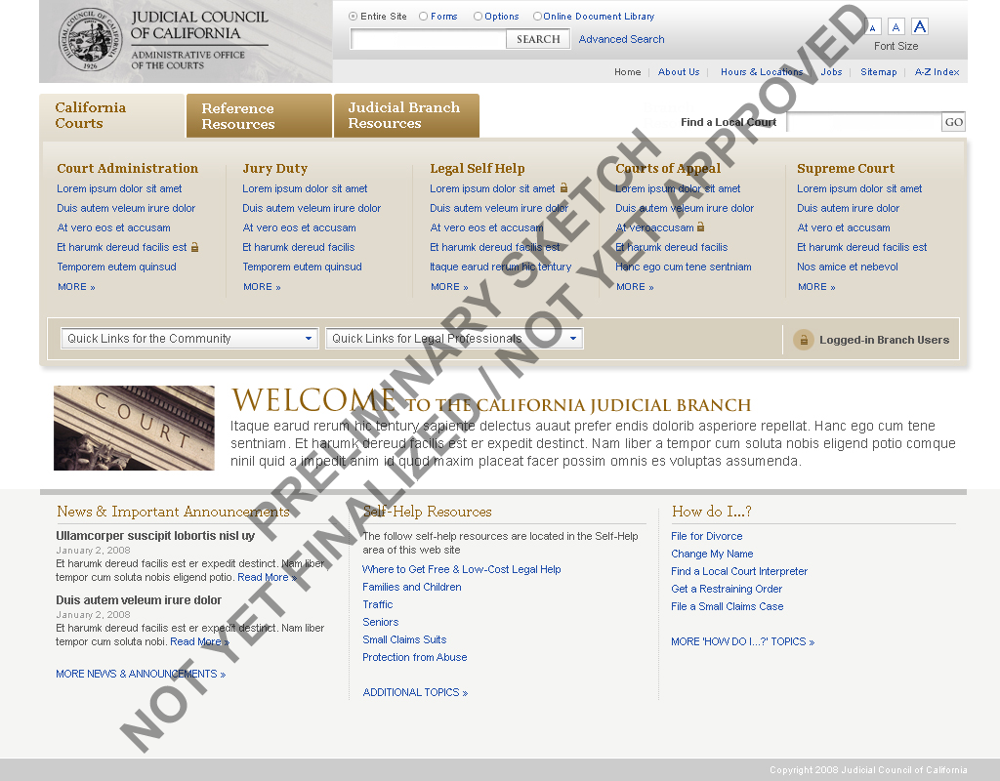 JUDICIAL COUNCIL
OF CALIFORNIA
ADMINISTRATIVE OFFICE
OF THE COURTS
1926
Entire Site Forms Options Online Document Library
SEARCH Advanced Search
A A A
Font Size
Home About Us Hours & Locations Jobs Sitemap A-Z Index
California
Courts
Reference
Resources
Judicial Branch
Resources
Find a Local Court GO
Court Administration
Lorem ipsum dolor sit amet
Duis autem veleum irure dolor
At vero eos et accusam
Et harumk dereud facilis est
Temporem eutem quinsud
MORE »
Jury Duty
Lorem ipsum dolor sit amet
Duis autem veleum irure dolor
At vero eos et accusam
Et harumk dereud facilis
Temporem eutem quinsud
MORE »
Legal Self Help
Lorem ipsum dolor sit amet
Duis autem veleum irure dolor
At vero eos et accusam
Et harumk dereud facilis est
Itaque earud rerum hic tentury
MORE »
Courts of Appeal
Lorem ipsum dolor sit amet
Duis autem veleum irure dolor
At veroaccusam
Et harumk dereud facilis
Hanc ego cum tene sentniam
MORE »
Supreme Court
Lorem ipsum dolor sit amet
Duis autem irure dolor
At vero et accusam
Et harumk dereud facilis est
Nos amice et nebevol
MORE »
Quick Links for the Community
Quick Links for Legal Professionals
Logged-in Branch Users
COURT
WELCOME TO THE CALIFORNIA JUDICIAL BRANCH
Itaque earud rerum hic tentury sapiente delectus auaut prefer endis dolorib asperiore repellat. Hanc ego cum tene
sentniam. Et harumk dereud facilis est er expedit destinct. Nam liber a tempor cum soluta nobis eligend potio comque
ninil quid a impedit anim id quod maxim placeat facer possim omnis es voluptas assumenda.
News & Important Announcements
Ullamcorper suscipit lobortis nisl uy
January 2, 2008
Et harumk dereud facilis est er expedit destinct. Nam liber
tempor cum soluta nobis eligend potio. Read More »
Duis autem veleum irure dolor
January 2, 2008
Et harumk dereud facilis est er expedit destinct. Nam liber
tempor cum soluta nobi. Read More »
MORE NEWS & ANNOUNCEMENTS »
Self-Help Resources
The follow self-help resources are located in the Self-Help
area of this web site
Where to Get Free & Low-Cost Legal Help
Families and Children
Traffic
Seniors
Small Claims Suits
Protection from Abuse
ADDITIONAL TOPICS »
How do I...?
File for Divorce
Change My Name
Find a Local Court Interpreter
Get a Restraining Order
File a Small Claims Case
MORE 'HOW DO I...?' TOPICS »
PRELIMINARY SKETCH
NOT YET FINALIZED / NOT YET APPROVED
Copyright 2008 Judicial Council of California